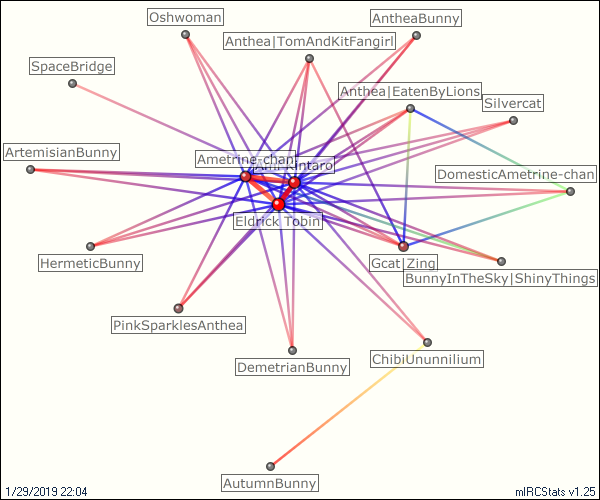 Oshwoman
AntheaBunny
Anthea|TomAndKitFangirl
SpaceBridge
Anthea|EatenByLions
Silvercat
ArtemisianBunny
Ametrine-chan
Kintaro
DomesticAmetrine-chan
Eldrick Tobin
HermeticBunny
Gcat|Zing
BunnyInTheSky|ShinyThings
PinkSparklesAnthea
DemetrianBunny
ChibiUnunnilium
AutumnBunny
1/29/2019 22:04
mIRCStats v1.25